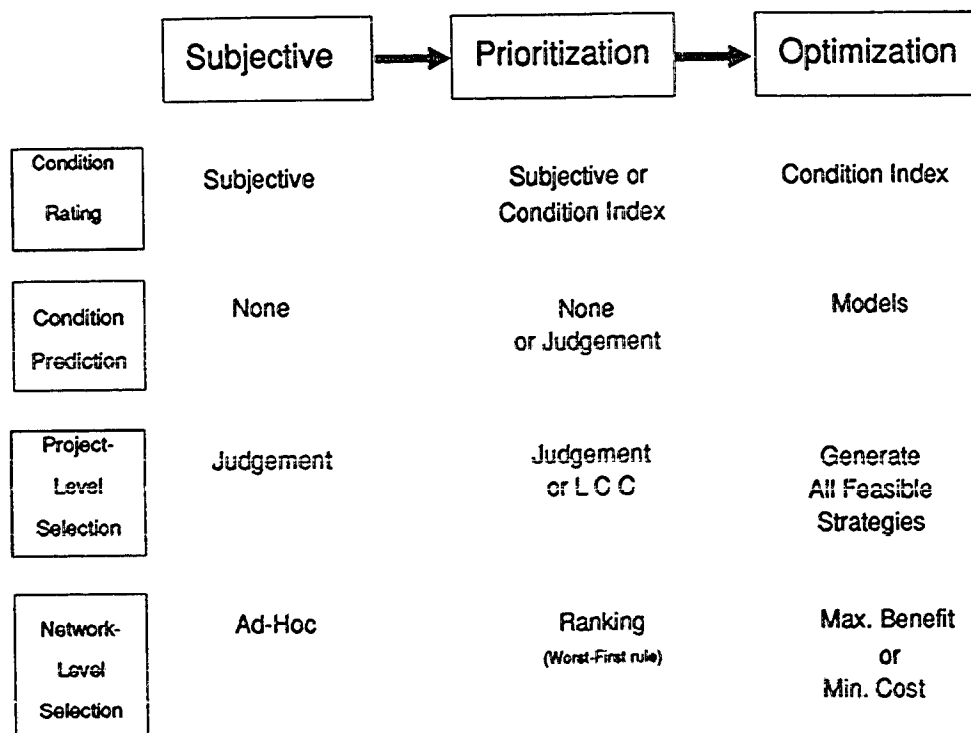 Subjective
Prioritization
Optimization
Condition
Rating
Subjective
Subjective or
Condition Index
Condition Index
Condition
Prediction
None
None
or Judgement
Models
Project-
Level
Selection
Judgement
Judgement
or L C C
Generate
All Feasible
Strategies
Network-
Level
Selection
Ad-Hoc
Ranking
(Worst-First rule)
Max. Benefit
or
Min. Cost